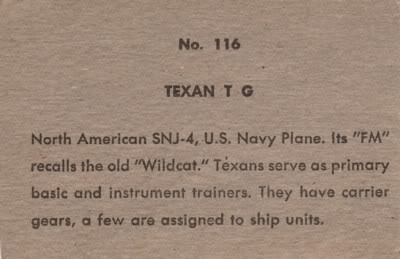 No. 116
TEXAN T G
North American SNJ-4, U.S. Navy Plane. Its "FM"
recalls the old "Wildcat." Texans serve as primary
basic and instrument trainers. They have carrier
gears, a few are assigned to ship units.